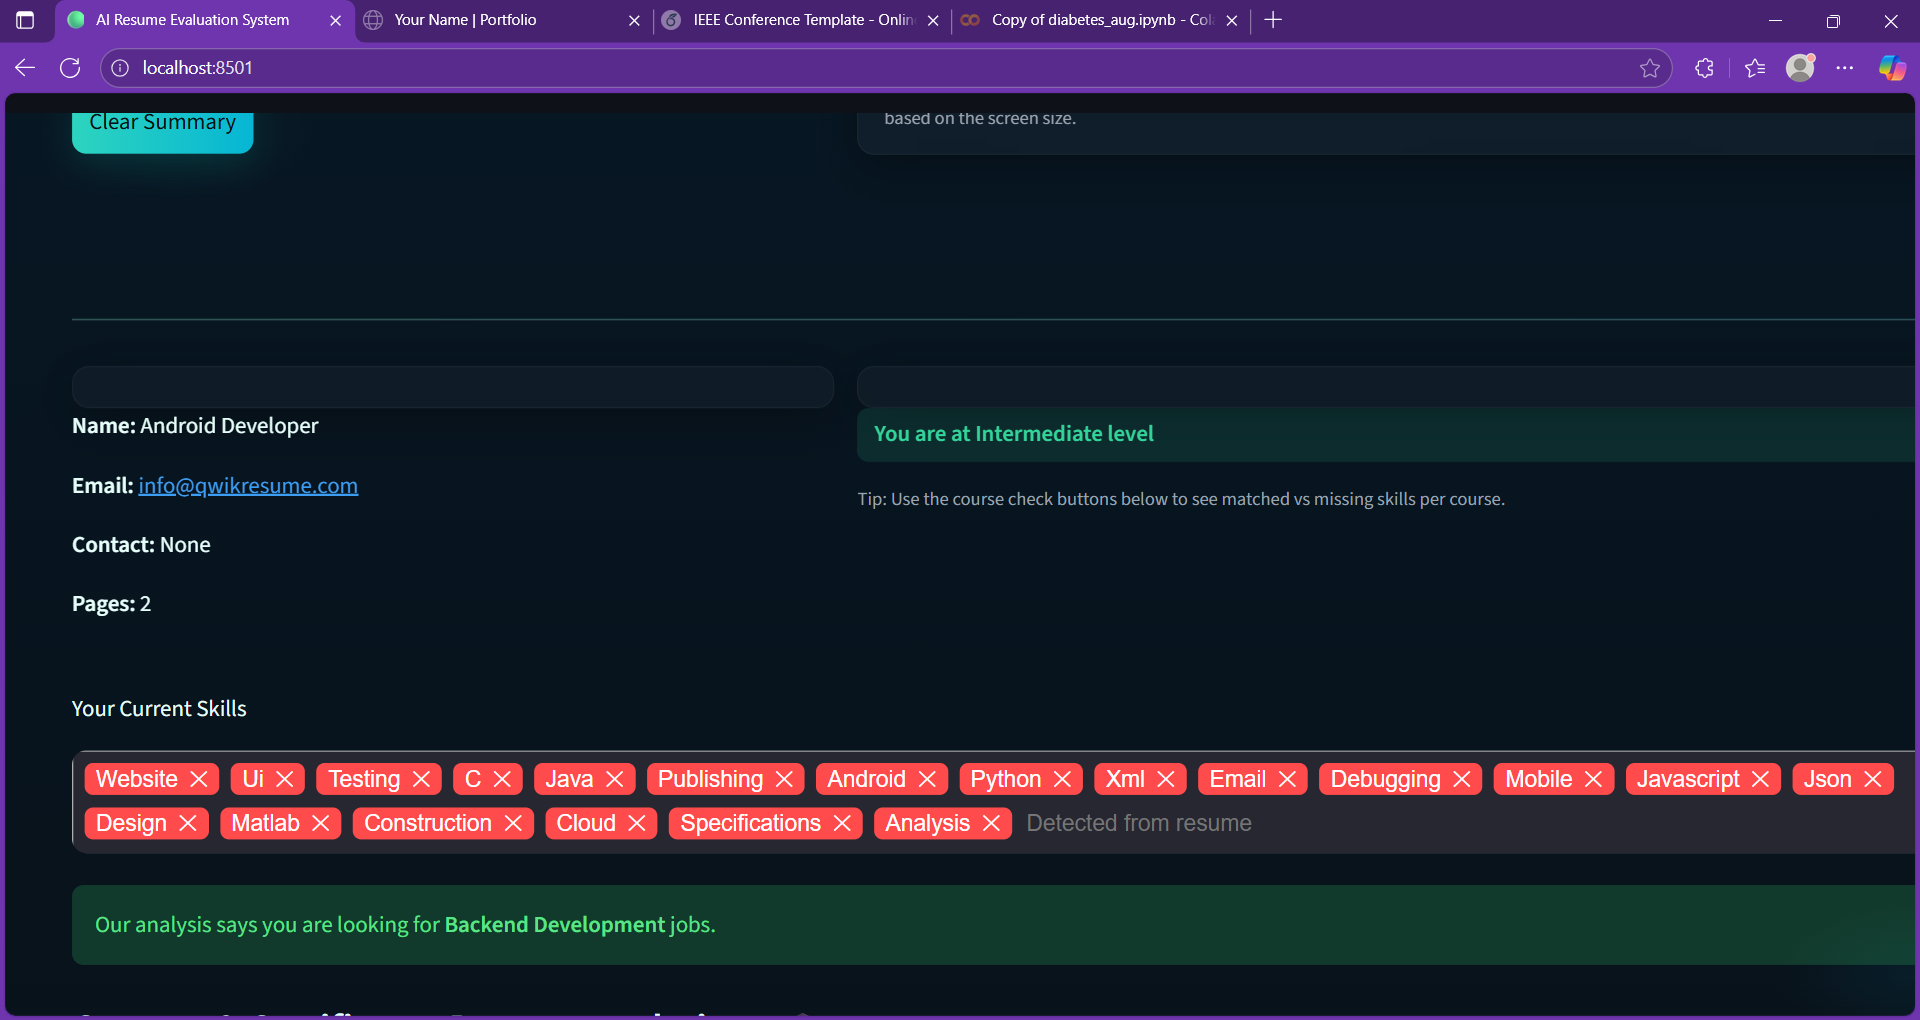 AI Resume Evaluation System
Your Name | Portfolio
IEEE Conference Template - Onlin
Copy of diabetes_aug.ipynb - Col
localhost:8501
Clear Summary
based on the screen size.
Name: Android Developer
You are at Intermediate level
Email: info@qwikresume.com
Tip: Use the course check buttons below to see matched vs missing skills per course.
Contact: None
Pages: 2
Your Current Skills
Website Ui Testing C Java Publishing Android Python Xml Email Debugging Mobile Javascript Json
Design Matlab Construction Cloud Specifications Analysis Detected from resume
Our analysis says you are looking for Backend Development jobs.